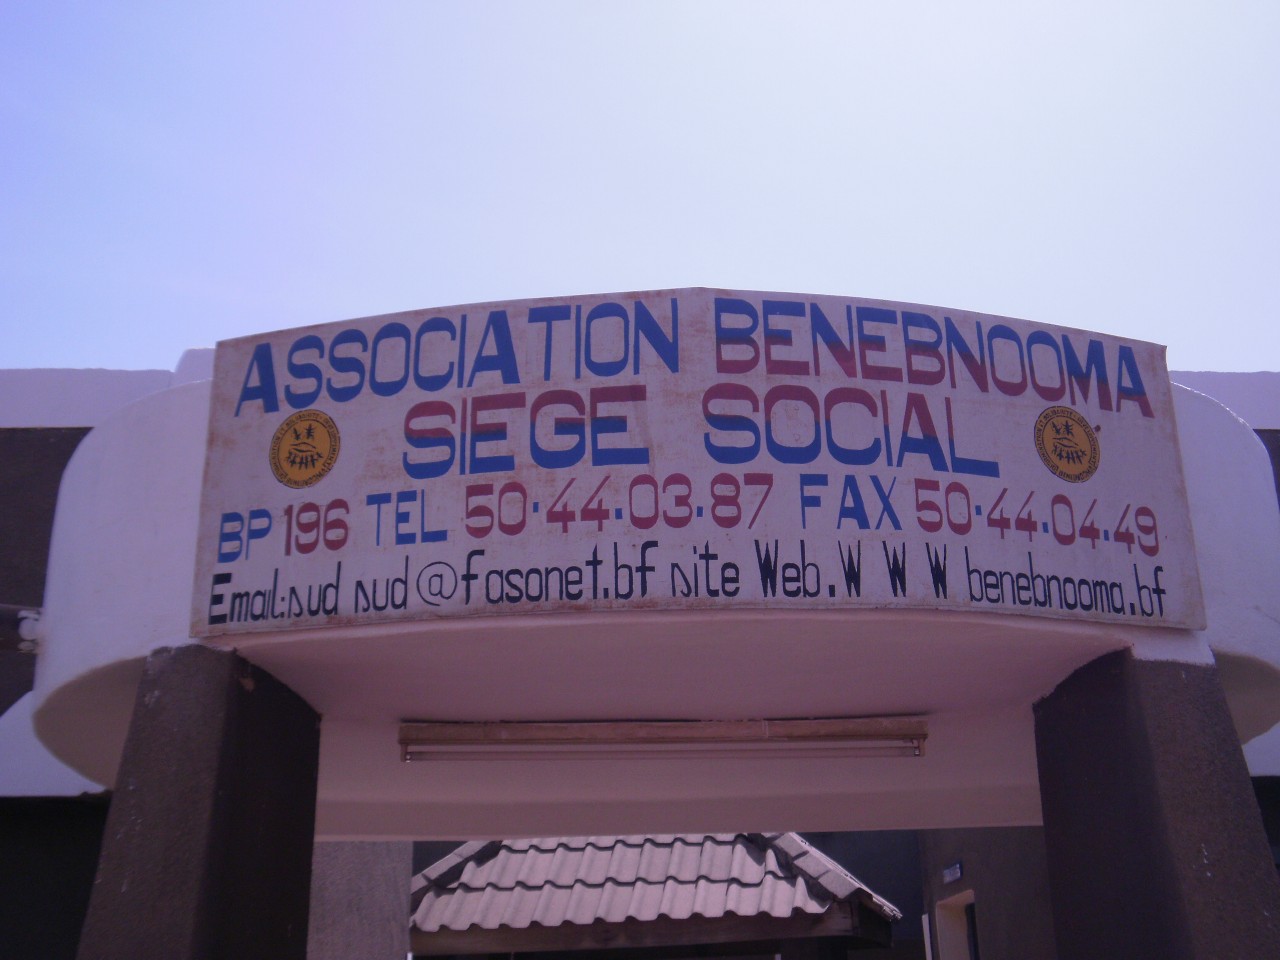 ASSOCIATION BENEBNOOMA
SIEGE SOCIAL
BP 196 TEL 50.44.03.87 FAX 50.44.04.49
Email:sud sud@fasonet.bf site Web.W W W benebnooma.bf